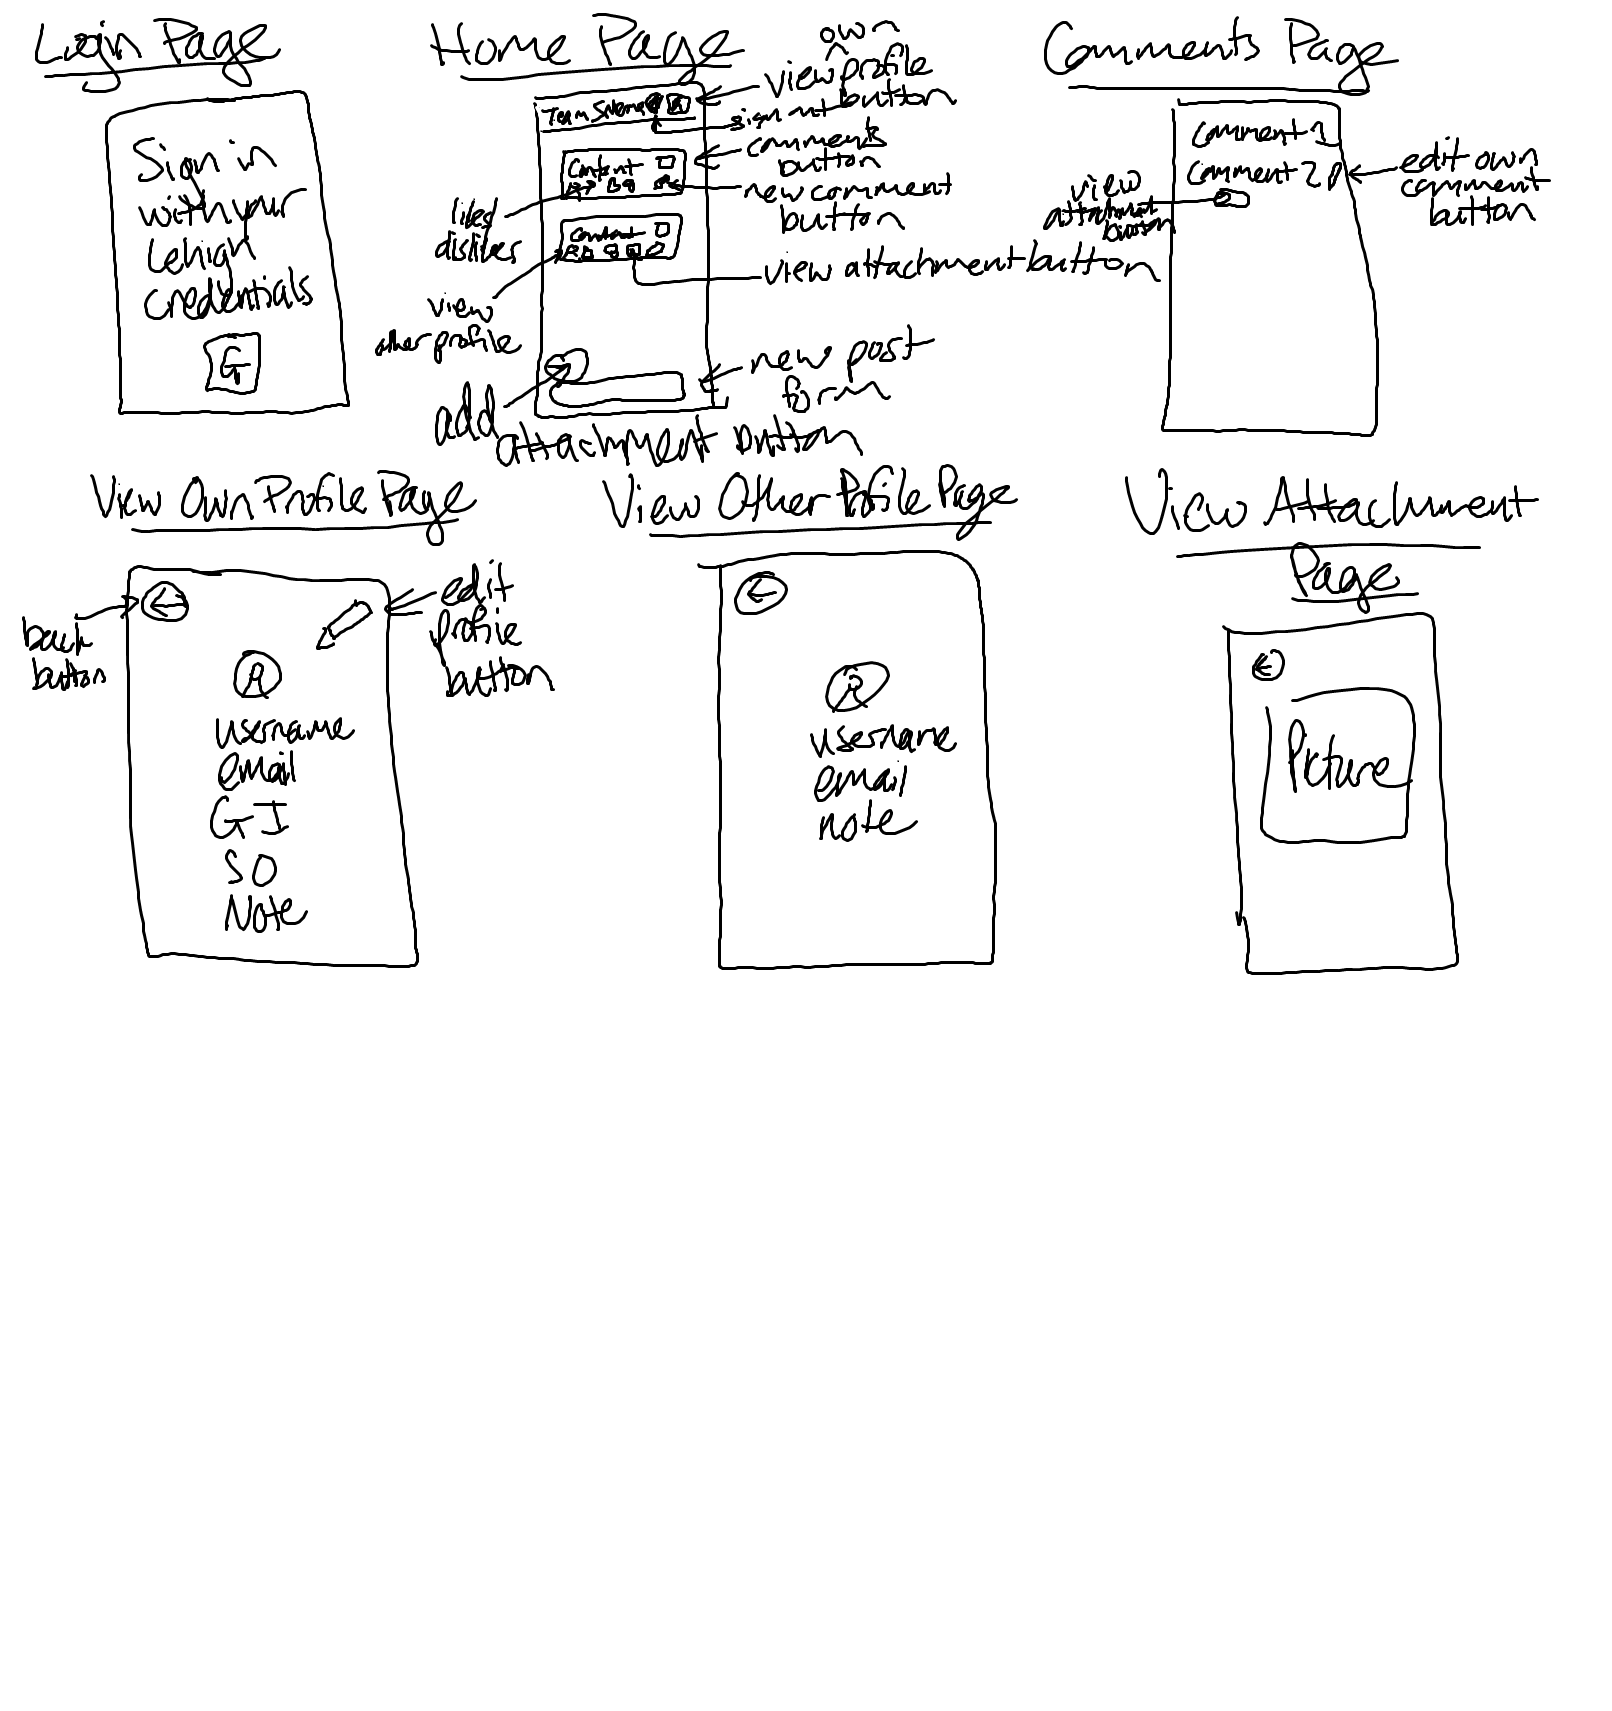 Login Page
Sign in
with your
Lehigh
credentials
G
Home Page
own
view profile
button
sign out
comments
button
new comment
button
Team
Content
likes/
dislikes
Content
view attachment button
view
other profile
new post
form
add
attachment button
Comments Page
Comment 1
Comment 2
edit own
comment
button
view
attachment
button
View Own Profile Page
back
button
edit
profile
button
username
email
GI
SO
Note
View Other Profile Page
username
email
note
View Attachment
Page
Picture